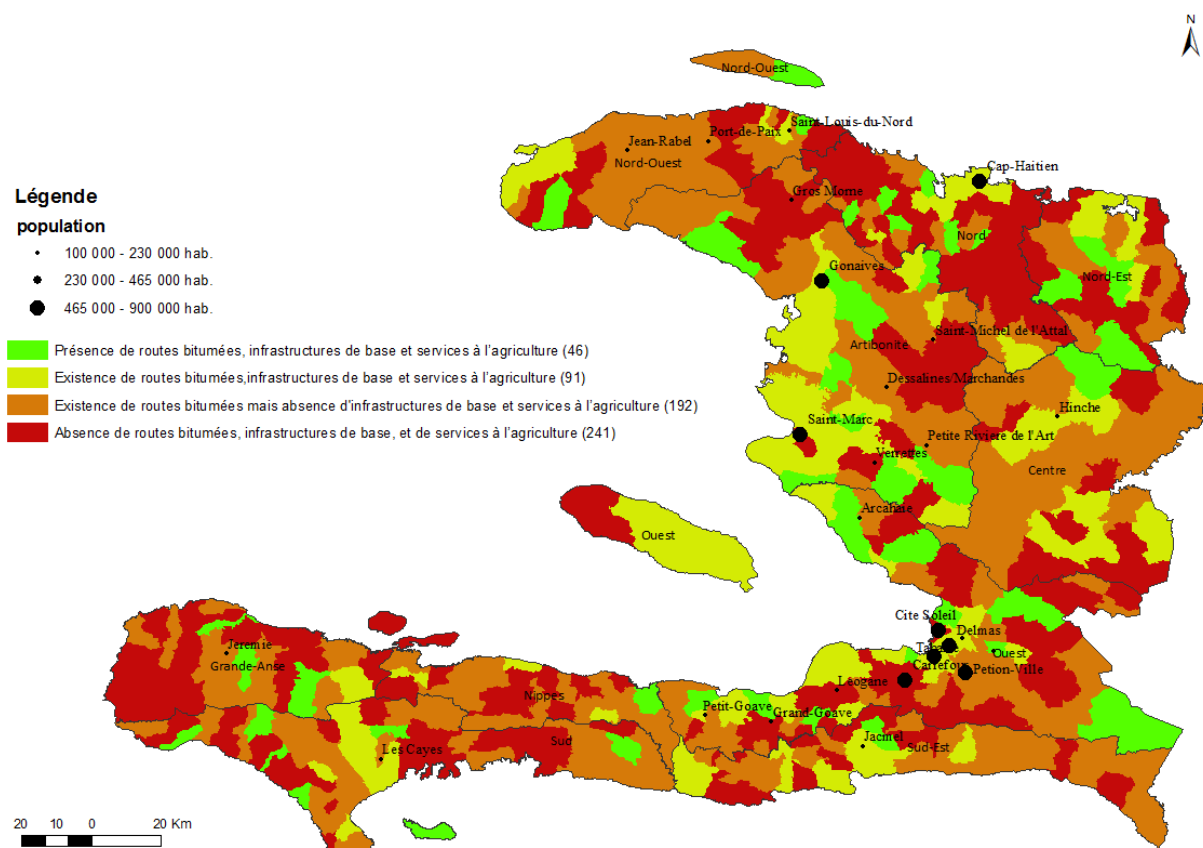 N
Nord-Ouest
Saint-Louis-du-Nord
Port-de-Paix
Jean-Rabel
Nord-Ouest
Cap-Haitien
Légende
population
100 000 - 230 000 hab.
230 000 - 465 000 hab.
465 000 - 900 000 hab.
Gros Morne
Nord
Gonaives
Nord-Est
Saint-Michel de l'Attal
Artibonite
Présence de routes bitumées, infrastructures de base et services à l'agriculture (46)
Existence de routes bitumées,infrastructures de base et services à l'agriculture (91)
Existence de routes bitumées mais absence d'infrastructures de base et services à l'agriculture (192)
Absence de routes bitumées, infrastructures de base, et de services à l'agriculture (241)
Dessalines/Marchandes
Hinche
Saint-Marc
Petite Riviere de l'Art
Verrettes
Centre
Arcahaie
Ouest
Cite Soleil
Delmas
Ouest
Carrefour
Petion-Ville
Leogane
Jeremie
Grande-Anse
Nippes
Petit-Goave
Grand-Goave
Jacmel
Sud-Est
Les Cayes
Sud
20 10 0 20 Km